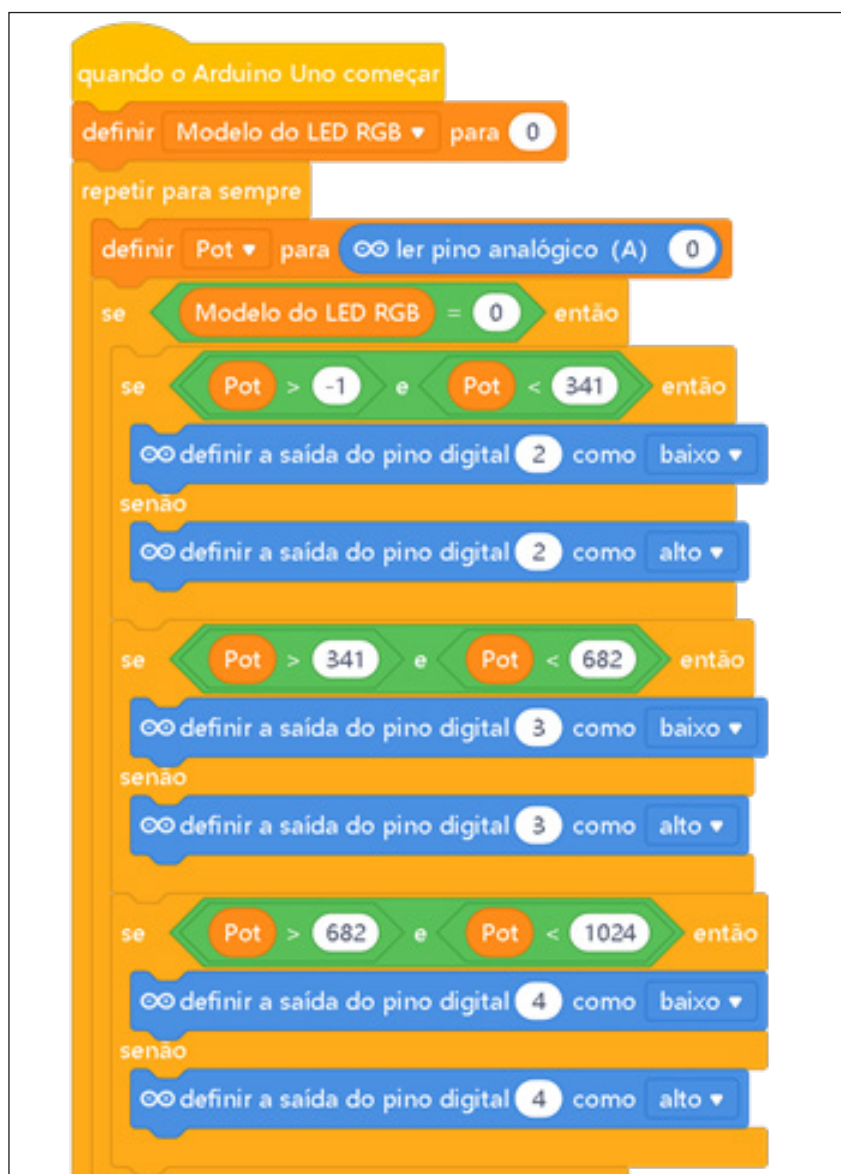 quando o Arduino Uno começar
definir Modelo do LED RGB para 0
repetir para sempre
definir Pot para ler pino analógico (A) 0
se Modelo do LED RGB = 0 então
se Pot > -1 e Pot < 341 então
definir a saída do pino digital 2 como baixo
senão
definir a saída do pino digital 2 como alto
se Pot > 341 e Pot < 682 então
definir a saída do pino digital 3 como baixo
senão
definir a saída do pino digital 3 como alto
se Pot > 682 e Pot < 1024 então
definir a saída do pino digital 4 como baixo
senão
definir a saída do pino digital 4 como alto